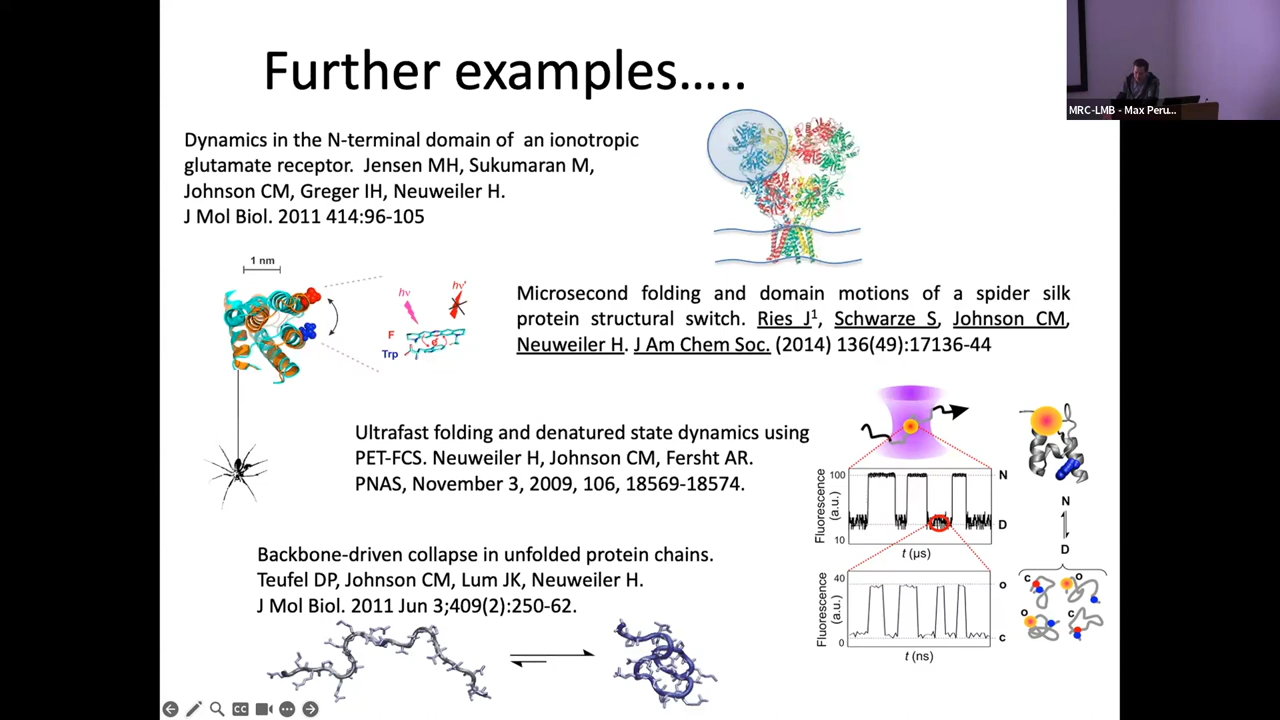 Further examples…..
MRC-LMB - Max Peru...
Dynamics in the N-terminal domain of an ionotropic
glutamate receptor. Jensen MH, Sukumaran M,
Johnson CM, Greger IH, Neuweiler H.
J Mol Biol. 2011 414:96-105
1 nm
hν
hν'
F
e
Trp
Microsecond folding and domain motions of a spider silk
protein structural switch. Ries J1, Schwarze S, Johnson CM,
Neuweiler H. J Am Chem Soc. (2014) 136(49):17136-44
Ultrafast folding and denatured state dynamics using
PET-FCS. Neuweiler H, Johnson CM, Fersht AR.
PNAS, November 3, 2009, 106, 18569-18574.
Fluorescence
(a.u.)
100
10
N
D
t (µs)
N
D
Fluorescence
(a.u.)
40
0
O
C
t (ns)
C
O
O
C
Backbone-driven collapse in unfolded protein chains.
Teufel DP, Johnson CM, Lum JK, Neuweiler H.
J Mol Biol. 2011 Jun 3;409(2):250-62.
CC